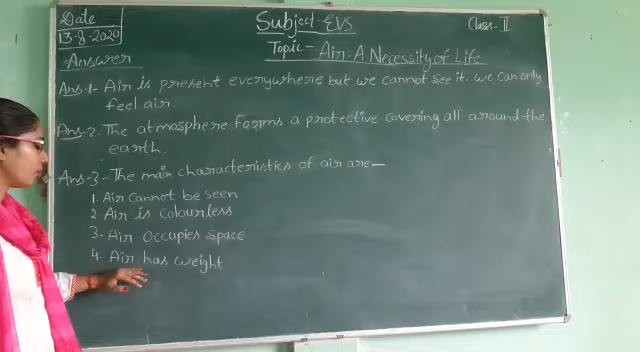 Date
13-8-2020
Subject-EVS
Class-II
Topic- Air: A Necessity of Life
Answer
Ans.1- Air is present everywhere but we cannot see it. we can only
feel air.
Ans-2. The atmosphere forms a protective covering all around the
earth.
Ans-3-The main characteristics of air are—
1. Air Cannot be seen
2 Air is colourless
3. Air Occupies space
4. Air has weight